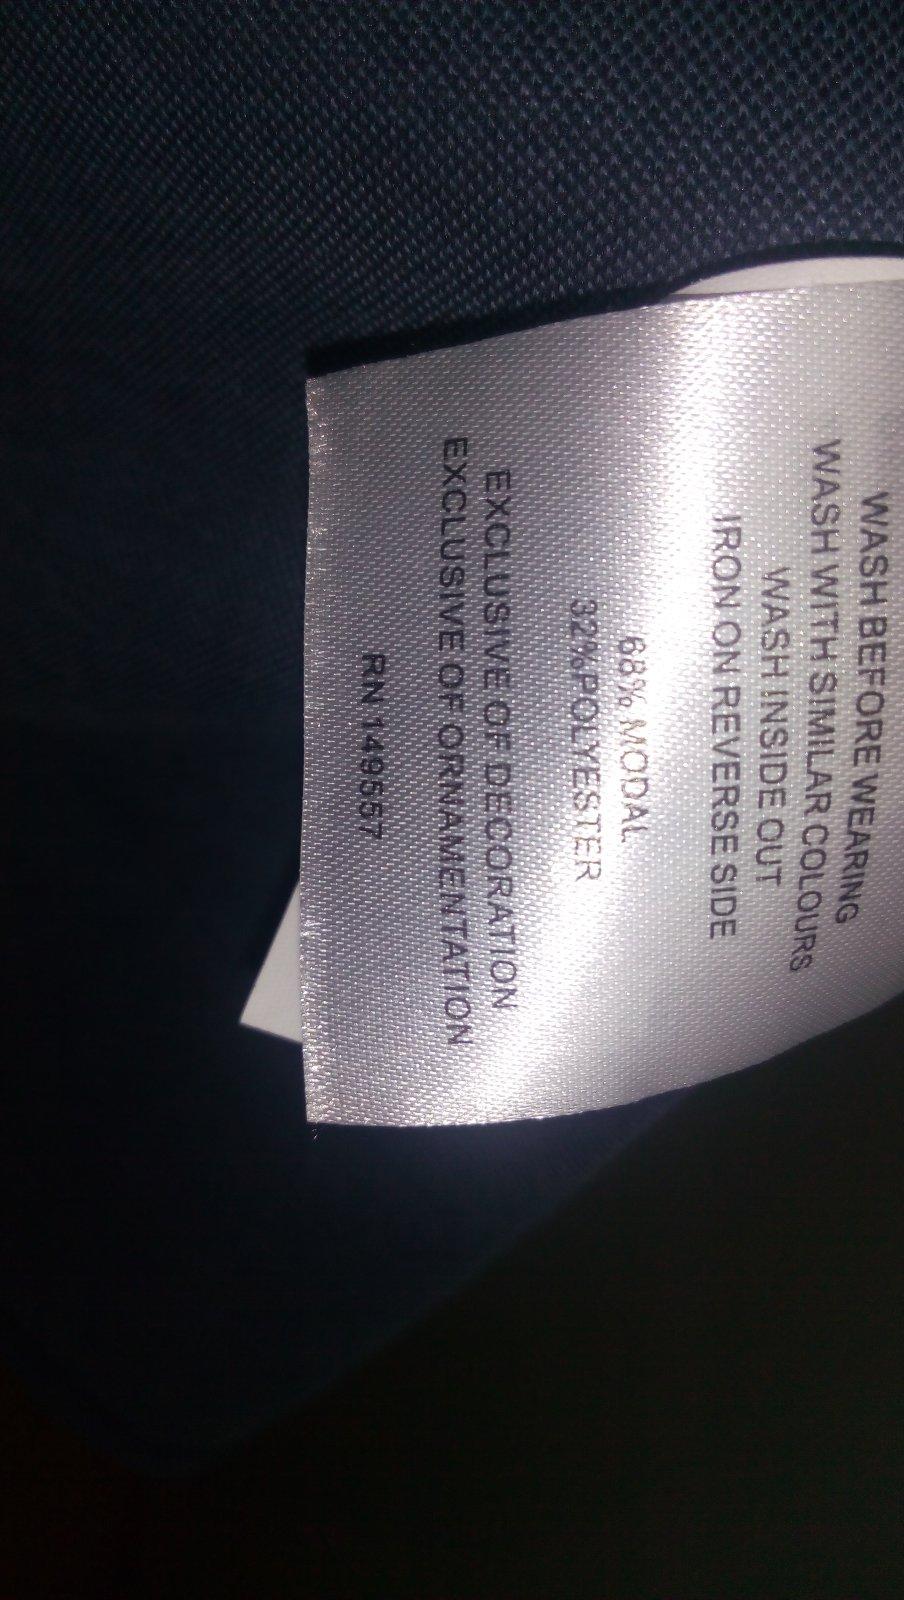 WASH BEFORE WEARING
WASH WITH SIMILAR COLOURS
WASH INSIDE OUT
IRON ON REVERSE SIDE
68% MODAL
32%POLYESTER
EXCLUSIVE OF DECORATION
EXCLUSIVE OF ORNAMENTATION
RN 149557